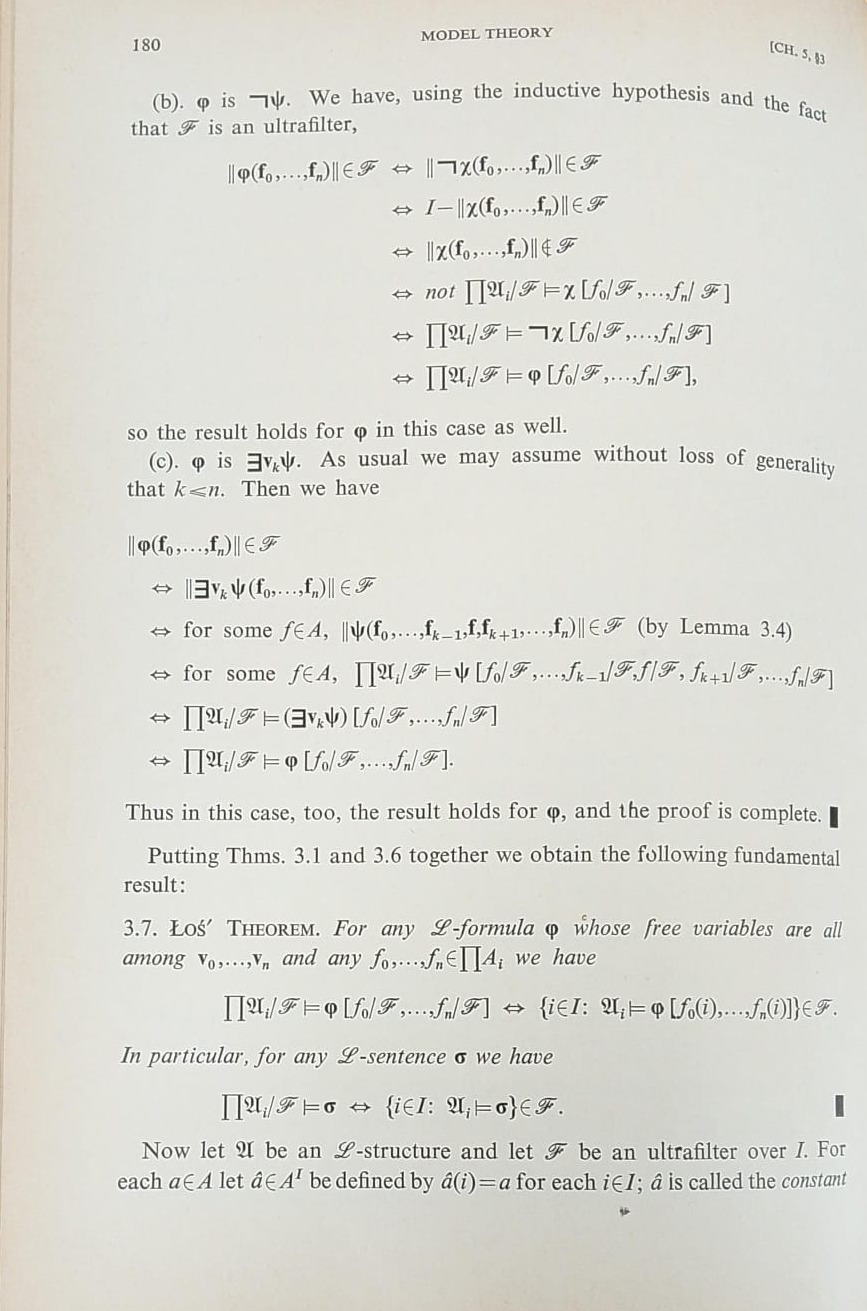 180
MODEL THEORY
[CH. 5, §3
(b). φ is ¬ψ. We have, using the inductive hypothesis and the fact
that ℱ is an ultrafilter,
‖φ(f₀,...,fₙ)‖∈ℱ ⇔ ‖¬χ(f₀,...,fₙ)‖∈ℱ
⇔ I−‖χ(f₀,...,fₙ)‖∈ℱ
⇔ ‖χ(f₀,...,fₙ)‖∉ℱ
⇔ not ∏𝔄ᵢ/ℱ⊨χ [f₀/ℱ,...,fₙ/ ℱ]
⇔ ∏𝔄ᵢ/ℱ⊨¬χ [f₀/ℱ,...,fₙ/ℱ]
⇔ ∏𝔄ᵢ/ℱ⊨φ [f₀/ℱ,...,fₙ/ℱ],
so the result holds for φ in this case as well.
(c). φ is ∃vₖψ. As usual we may assume without loss of generality
that k⩽n. Then we have
‖φ(f₀,...,fₙ)‖∈ℱ
⇔ ‖∃vₖψ(f₀,...,fₙ)‖∈ℱ
⇔ for some f∈A, ‖ψ(f₀,...,fₖ₋₁,f,fₖ₊₁,...,fₙ)‖∈ℱ (by Lemma 3.4)
⇔ for some f∈A, ∏𝔄ᵢ/ℱ⊨ψ [f₀/ℱ,...,fₖ₋₁/ℱ,f/ℱ, fₖ₊₁/ℱ,...,fₙ/ℱ]
⇔ ∏𝔄ᵢ/ℱ⊨(∃vₖψ) [f₀/ℱ,...,fₙ/ℱ]
⇔ ∏𝔄ᵢ/ℱ⊨φ [f₀/ℱ,...,fₙ/ℱ].
Thus in this case, too, the result holds for φ, and the proof is complete. ▮
Putting Thms. 3.1 and 3.6 together we obtain the following fundamental
result:
3.7. Łoś′ THEOREM. For any ℒ-formula φ whose free variables are all
among v₀,...,vₙ and any f₀,...,fₙ∈∏Aᵢ we have
∏𝔄ᵢ/ℱ⊨φ [f₀/ℱ,...,fₙ/ℱ] ⇔ {i∈I: 𝔄ᵢ⊨φ [f₀(i),...,fₙ(i)]}∈ℱ.
In particular, for any ℒ-sentence σ we have
∏𝔄ᵢ/ℱ⊨σ ⇔ {i∈I: 𝔄ᵢ⊨σ}∈ℱ. ▮
Now let 𝔄 be an ℒ-structure and let ℱ be an ultrafilter over I. For
each a∈A let â∈Aᴵ be defined by â(i)=a for each i∈I; â is called the constant